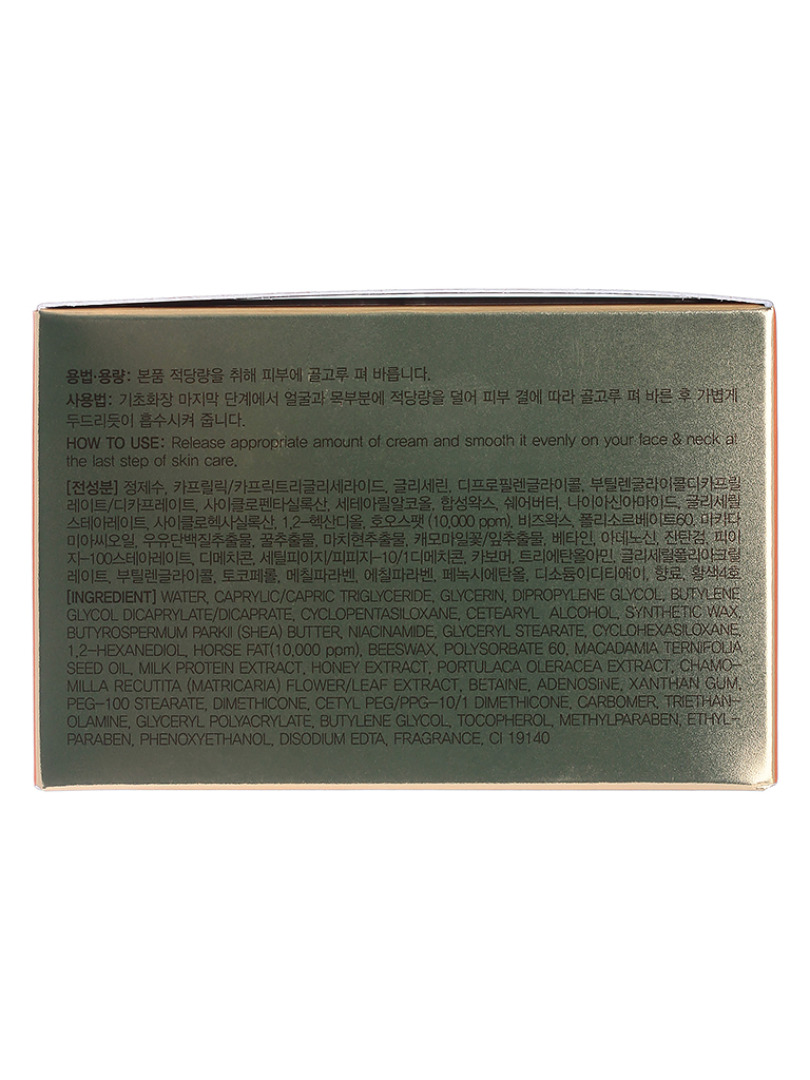 용법·용량: 본품 적당량을 취해 피부에 골고루 펴 바릅니다.
사용법: 기초화장 마지막 단계에서 얼굴과 목부분에 적당량을 덜어 피부 결에 따라 골고루 펴 바른 후 가볍게
두드리듯이 흡수시켜 줍니다.
HOW TO USE: Release appropriate amount of cream and smooth it evenly on your face & neck at
the last step of skin care.
[전성분] 정제수, 카프릴릭/카프릭트리글리세라이드, 글리세린, 디프로필렌글라이콜, 부틸렌글라이콜디카프릴
레이트/디카프레이트, 사이클로펜타실록산, 세테아릴알코올, 합성왁스, 쉐어버터, 나이아신아마이드, 글리세릴
스테아레이트, 사이클로헥사실록산, 1,2-헥산디올, 호오스팻 (10,000 ppm), 비즈왁스, 폴리소르베이트60, 마카다
미아씨오일, 우유단백질추출물, 꿀추출물, 마치현추출물, 캐모마일꽃/잎추출물, 베타인, 아데노신, 잔탄검, 피이
지-100스테아레이트, 디메치콘, 세틸피이지/피피지-10/1디메치콘, 카보머, 트리에탄올아민, 글리세릴폴리아크릴
레이트, 부틸렌글라이콜, 토코페롤, 메칠파라벤, 에칠파라벤, 페녹시에탄올, 디소듐이디티에이, 향료, 황색4호
[INGREDIENT] WATER, CAPRYLIC/CAPRIC TRIGLYCERIDE, GLYCERIN, DIPROPYLENE GLYCOL, BUTYLENE
GLYCOL DICAPRYLATE/DICAPRATE, CYCLOPENTASILOXANE, CETEARYL ALCOHOL, SYNTHETIC WAX,
BUTYROSPERMUM PARKII (SHEA) BUTTER, NIACINAMIDE, GLYCERYL STEARATE, CYCLOHEXASILOXANE,
1,2-HEXANEDIOL, HORSE FAT(10,000 ppm), BEESWAX, POLYSORBATE 60, MACADAMIA TERNIFOLIA
SEED OIL, MILK PROTEIN EXTRACT, HONEY EXTRACT, PORTULACA OLERACEA EXTRACT, CHAMO-
MILLA RECUTITA (MATRICARIA) FLOWER/LEAF EXTRACT, BETAINE, ADENOSiNE, XANTHAN GUM,
PEG-100 STEARATE, DIMETHICONE, CETYL PEG/PPG-10/1 DIMETHICONE, CARBOMER, TRIETHAN-
OLAMINE, GLYCERYL POLYACRYLATE, BUTYLENE GLYCOL, TOCOPHEROL, METHYLPARABEN, ETHYL-
PARABEN, PHENOXYETHANOL, DISODIUM EDTA, FRAGRANCE, CI 19140